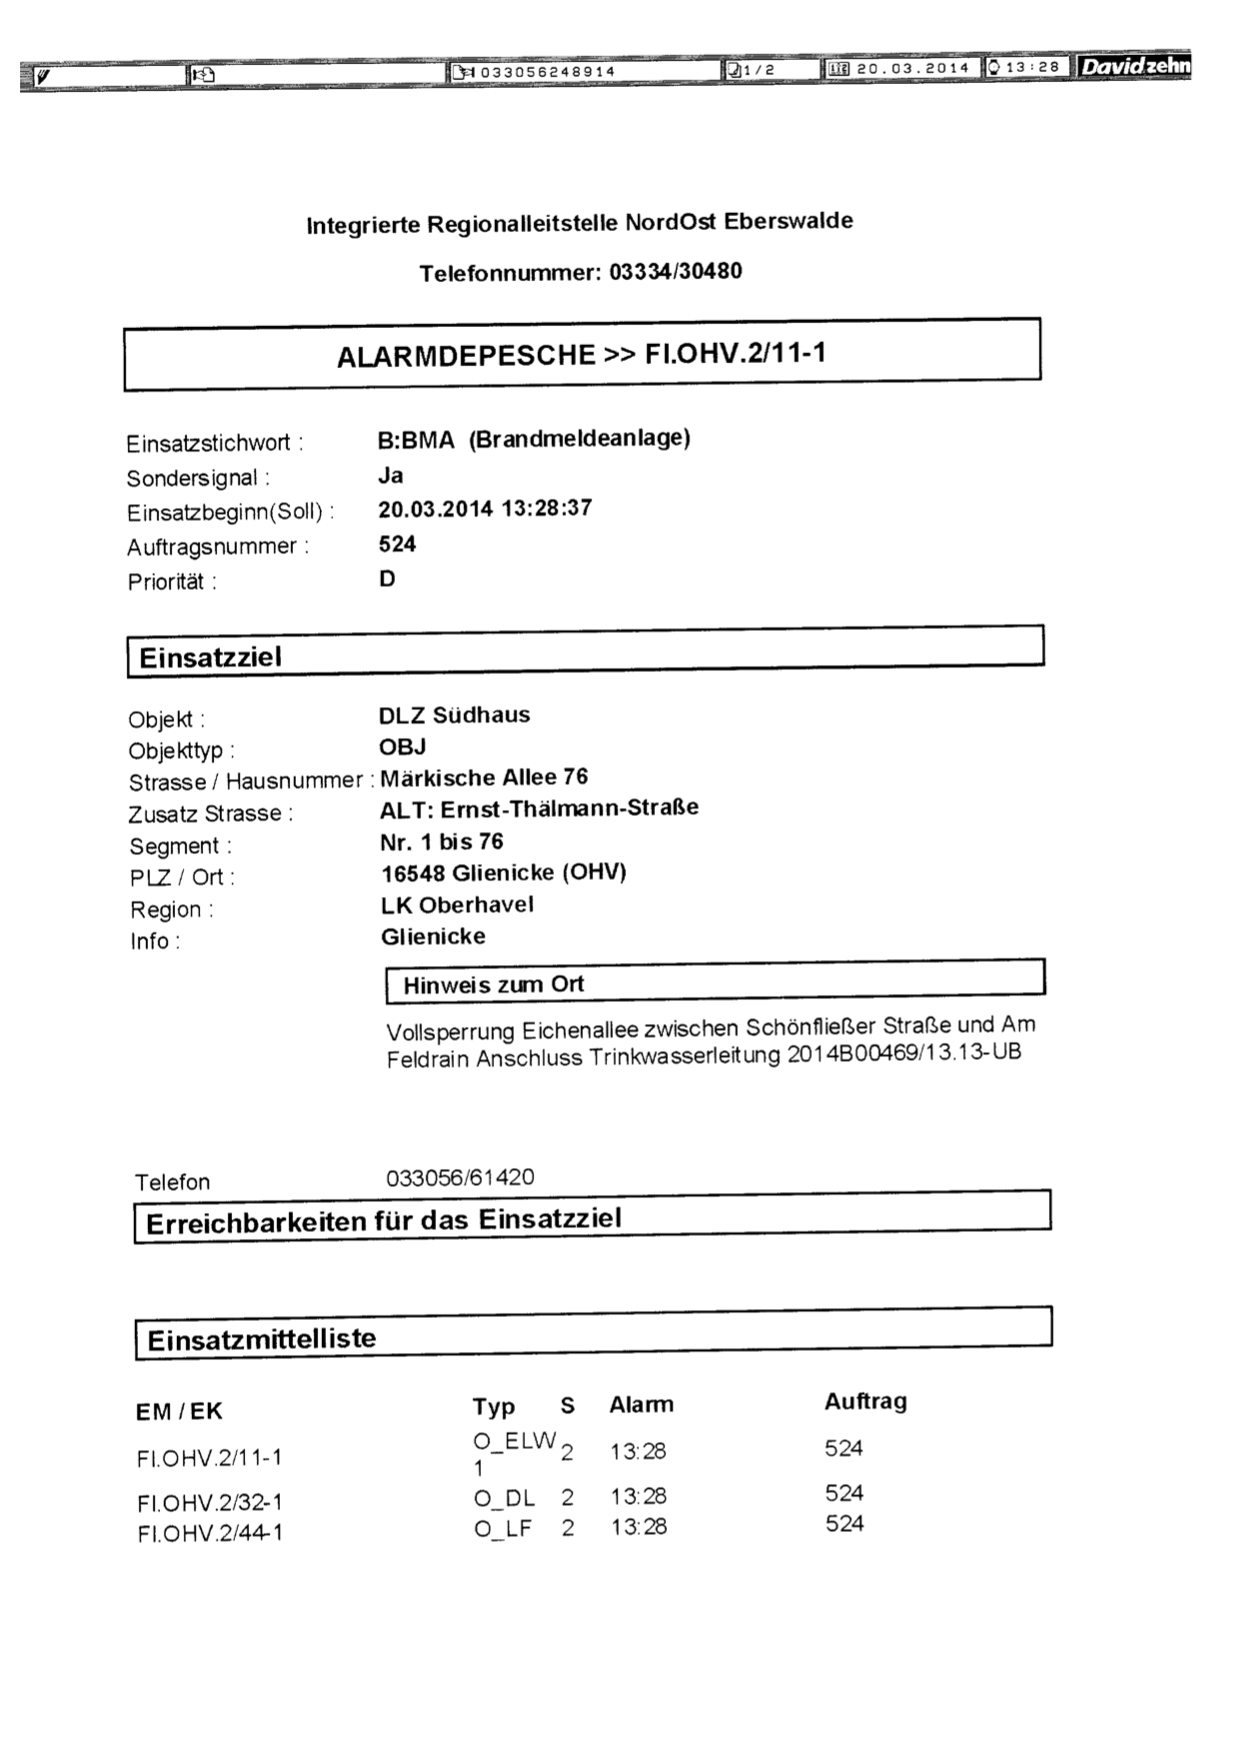 033056248914 1/2 20.03.2014 13:28 Davidzehn
Integrierte Regionalleitstelle NordOst Eberswalde
Telefonnummer: 03334/30480
ALARMDEPESCHE >> FI.OHV.2/11-1
Einsatzstichwort : B:BMA (Brandmeldeanlage)
Sondersignal : Ja
Einsatzbeginn(Soll) : 20.03.2014 13:28:37
Auftragsnummer : 524
Priorität : D
Einsatzziel
Objekt : DLZ Südhaus
Objekttyp : OBJ
Strasse / Hausnummer : Märkische Allee 76
Zusatz Strasse : ALT: Ernst-Thälmann-Straße
Segment : Nr. 1 bis 76
PLZ / Ort : 16548 Glienicke (OHV)
Region : LK Oberhavel
Info : Glienicke
Hinweis zum Ort
Vollsperrung Eichenallee zwischen Schönfließer Straße und Am
Feldrain Anschluss Trinkwasserleitung 2014B00469/13.13-UB
Telefon 033056/61420
Erreichbarkeiten für das Einsatzziel
Einsatzmittelliste
EM / EK Typ S Alarm Auftrag
FI.OHV.2/11-1 O_ELW 2 13:28 524
1
FI.OHV.2/32-1 O_DL 2 13:28 524
FI.OHV.2/44-1 O_LF 2 13:28 524